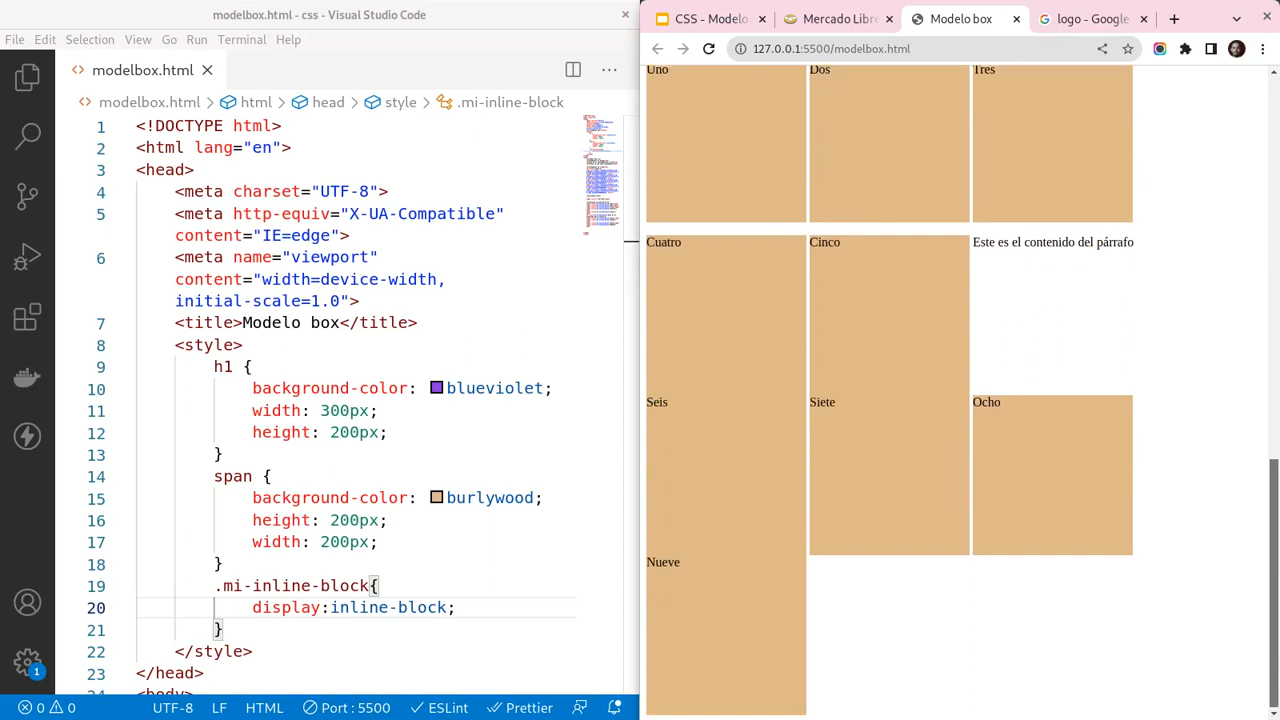 modelbox.html - css - Visual Studio Code
File Edit Selection View Go Run Terminal Help
modelbox.html
modelbox.html > html > head > style > .mi-inline-block
1 <!DOCTYPE html>
2 <html lang="en">
3 <head>
4 <meta charset="UTF-8">
5 <meta http-equiv="X-UA-Compatible"
content="IE=edge">
6 <meta name="viewport"
content="width=device-width,
initial-scale=1.0">
7 <title>Modelo box</title>
8 <style>
9 h1 {
10 background-color: blueviolet;
11 width: 300px;
12 height: 200px;
13 }
14 span {
15 background-color: burlywood;
16 height: 200px;
17 width: 200px;
18 }
19 .mi-inline-block{
20 display:inline-block;
21 }
22 </style>
23 </head>
1
0 0 UTF-8 LF HTML Port : 5500 ESLint Prettier
CSS - Modelo Mercado Libre Modelo box logo - Google
127.0.0.1:5500/modelbox.html
Uno Dos Tres
Cuatro Cinco Este es el contenido del párrafo
Seis Siete Ocho
Nueve